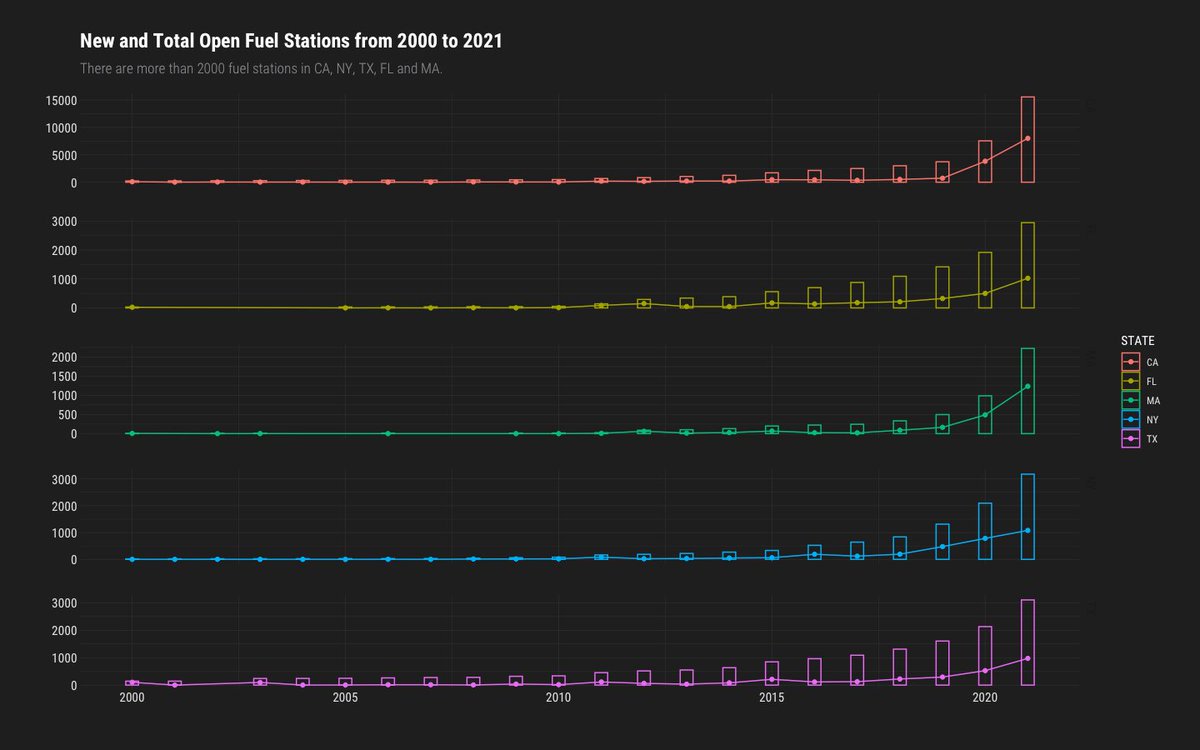 New and Total Open Fuel Stations from 2000 to 2021
There are more than 2000 fuel stations in CA, NY, TX, FL and MA.
15000
10000
5000
0
3000
2000
1000
0
2000
1500
1000
500
0
3000
2000
1000
0
3000
2000
1000
0
2000 2005 2010 2015 2020
STATE
CA
FL
MA
NY
TX